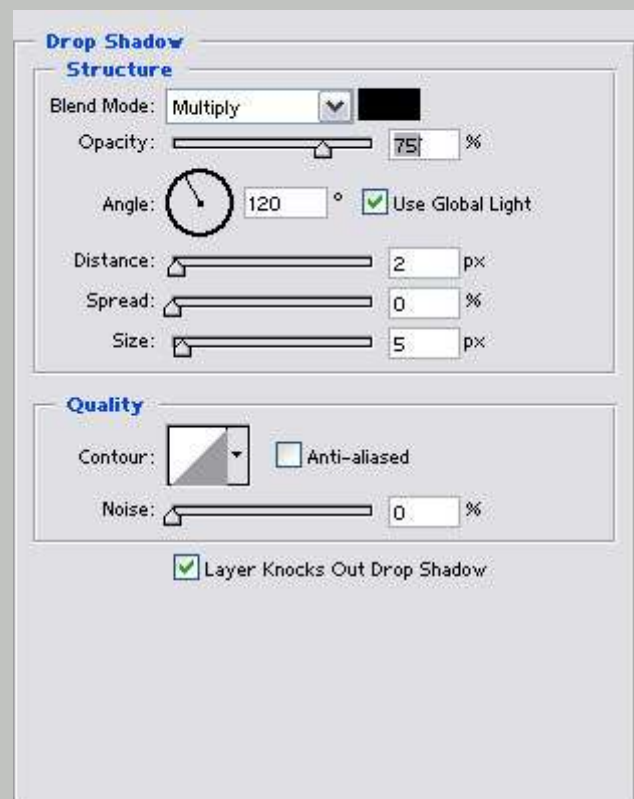 Drop Shadow
Structure
Blend Mode: Multiply
Opacity: 75 %
Angle: 120 ° Use Global Light
Distance: 2 px
Spread: 0 %
Size: 5 px
Quality
Contour: Anti-aliased
Noise: 0 %
Layer Knocks Out Drop Shadow